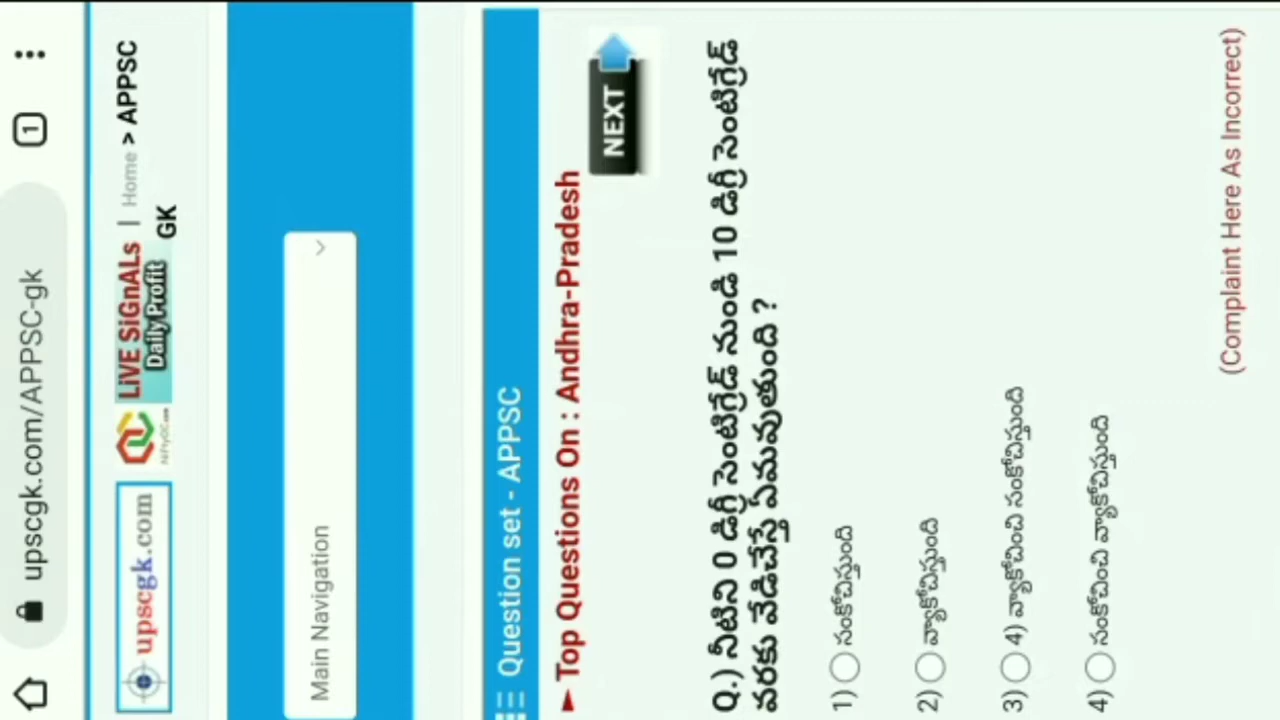 upscgk.com/APPSC-gk
1
upscgk.com
LiVE SiGnALs
Daily Profit
| Home > APPSC
GK
Main Navigation
Question set - APPSC
Top Questions On : Andhra-Pradesh
NEXT
Q.) నీటిని 0 డిగ్రీ సెంటిగ్రేడ్ నుండి 10 డిగ్రీ సెంటిగ్రేడ్
వరకు వేడిచేస్తే ఏమవుతుంది ?
1) సంకోచిస్తుంది
2) వ్యాకోచిస్తుంది
3) 4) వ్యాకోచించి సంకోచిస్తుంది
4) సంకోచించి వ్యాకోచిస్తుంది
(Complaint Here As Incorrect)